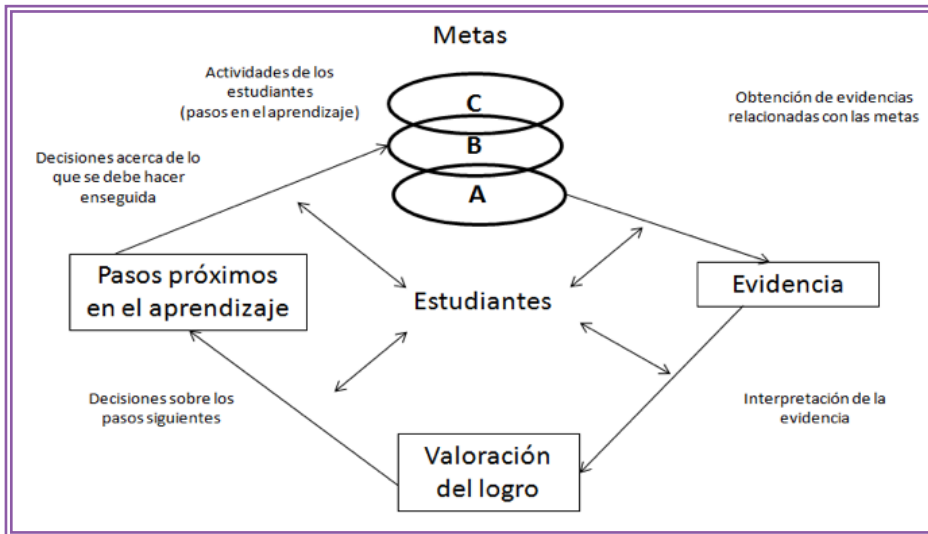 Metas
Actividades de los
estudiantes
(pasos en el aprendizaje)
C
Obtención de evidencias
relacionadas con las metas
B
Decisiones acerca de lo
que se debe hacer
enseguida
A
Pasos próximos
en el aprendizaje
Estudiantes
Evidencia
Decisiones sobre los
pasos siguientes
Interpretación de la
evidencia
Valoración
del logro